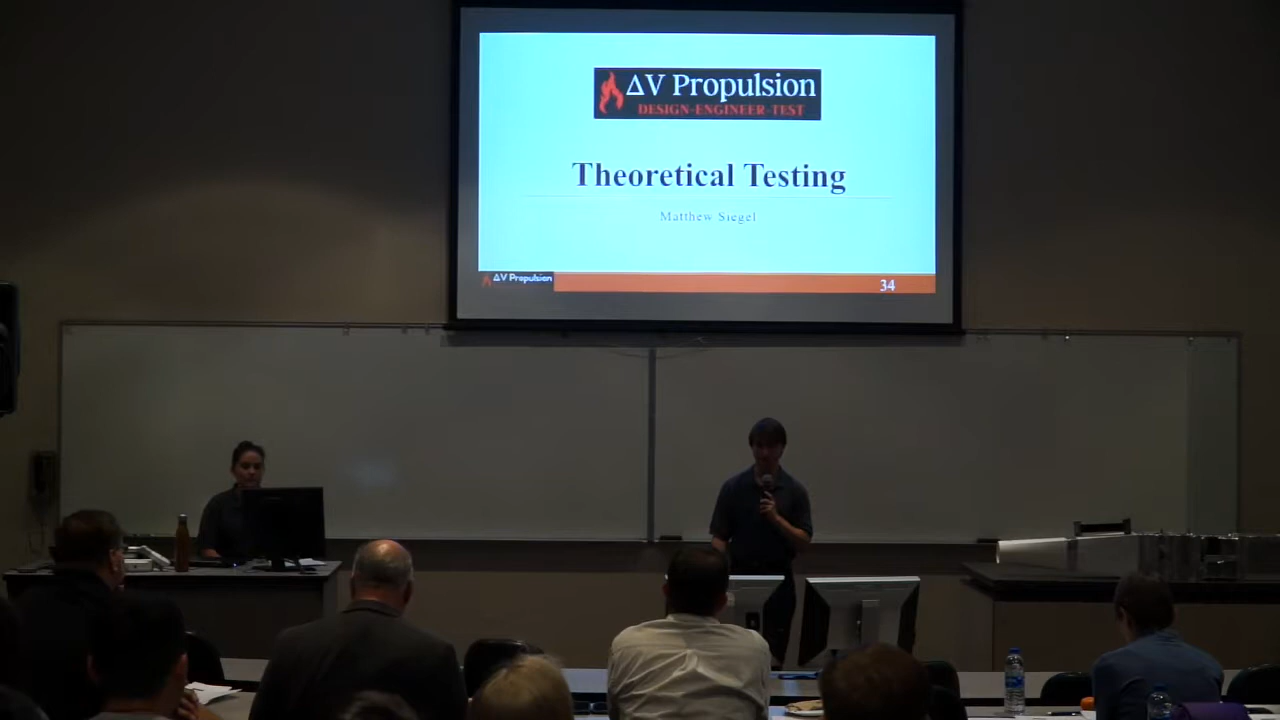 ΔV Propulsion
DESIGN-ENGINEER-TEST
Theoretical Testing
Matthew Siegel
ΔV Propulsion
34